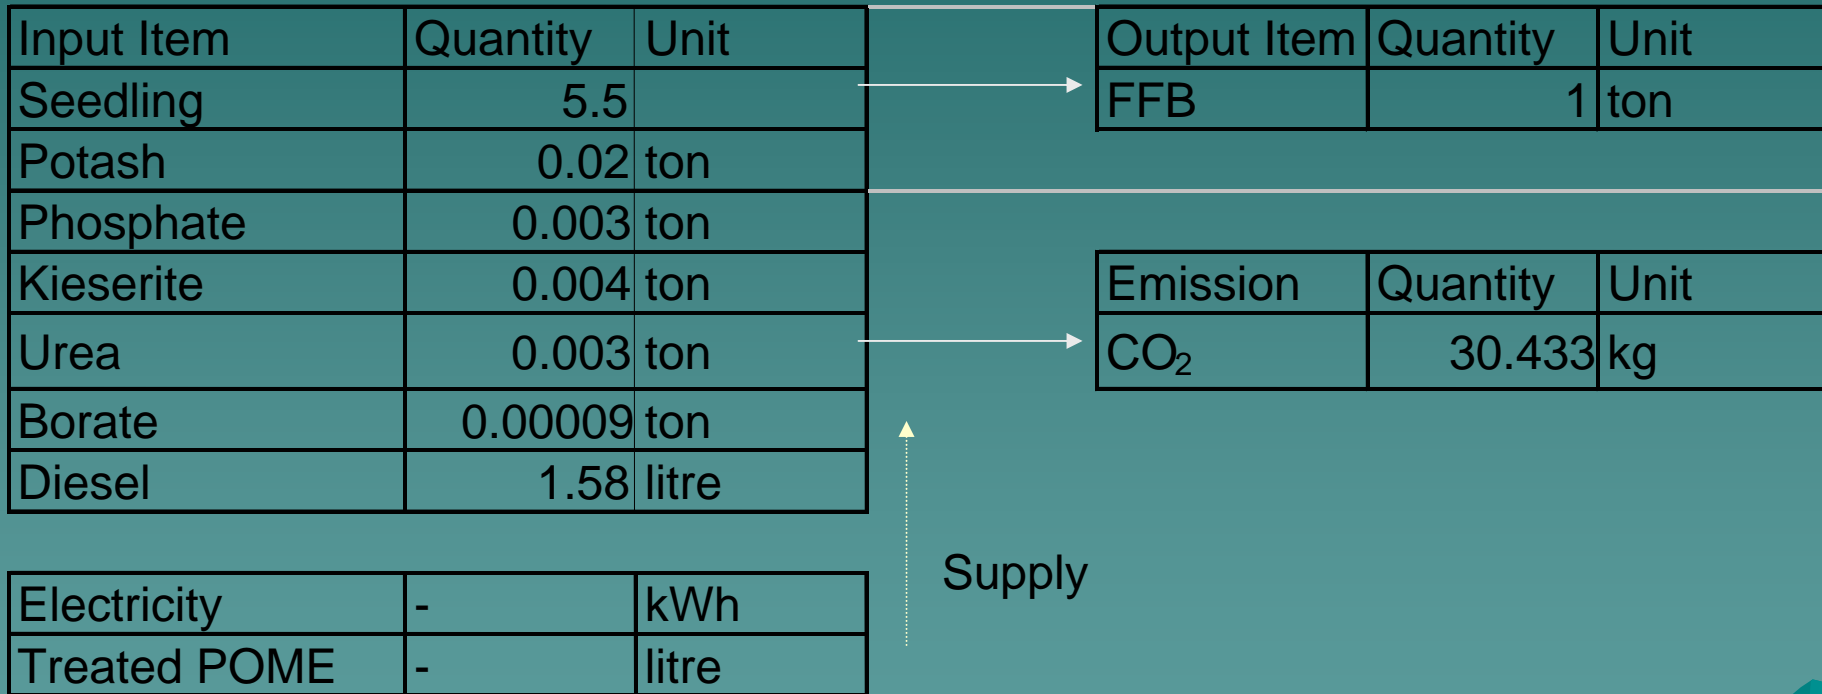 Input Item Quantity Unit
Seedling 5.5
Potash 0.02 ton
Phosphate 0.003 ton
Kieserite 0.004 ton
Urea 0.003 ton
Borate 0.00009 ton
Diesel 1.58 litre
Electricity - kWh
Treated POME - litre
Supply
Output Item Quantity Unit
FFB 1 ton
Emission Quantity Unit
CO₂ 30.433 kg